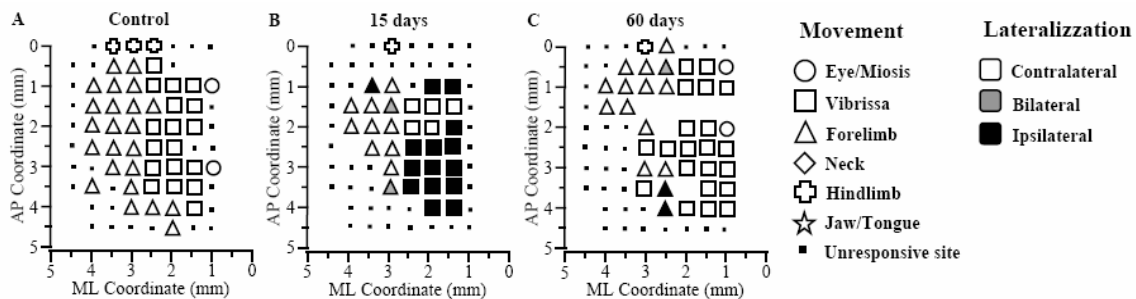 A Control
B 15 days
C 60 days
Movement
Lateralizzation
Eye/Miosis
Vibrissa
Forelimb
Neck
Hindlimb
Jaw/Tongue
Unresponsive site
Contralateral
Bilateral
Ipsilateral
AP Coordinate (mm)
0
1
2
3
4
5
5 4 3 2 1 0
ML Coordinate (mm)
AP Coordinate (mm)
0
1
2
3
4
5
5 4 3 2 1 0
ML Coordinate (mm)
AP Coordinate (mm)
0
1
2
3
4
5
5 4 3 2 1 0
ML Coordinate (mm)